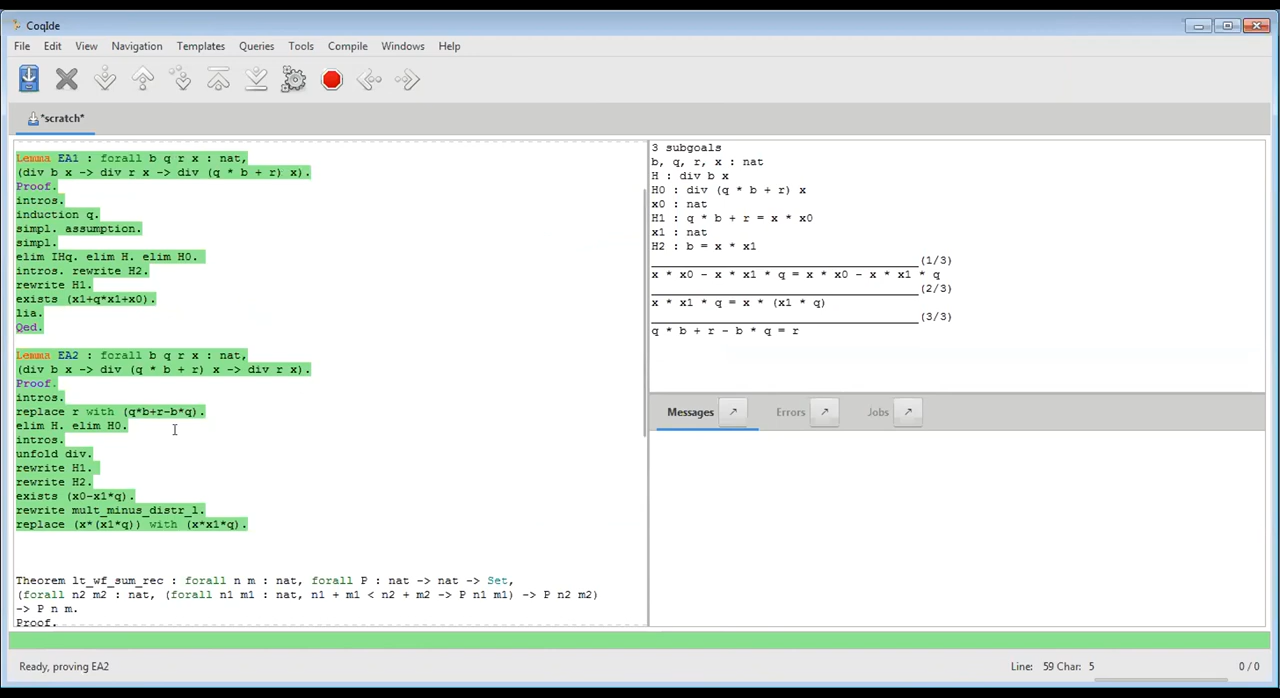 CoqIde
File Edit View Navigation Templates Queries Tools Compile Windows Help
*scratch*
Lemma EA1 : forall b q r x : nat,
(div b x -> div r x -> div (q * b + r) x).
Proof.
intros.
induction q.
simpl. assumption.
simpl.
elim IHq. elim H. elim H0.
intros. rewrite H2.
rewrite H1.
exists (x1+q*x1+x0).
lia.
Qed.
Lemma EA2 : forall b q r x : nat,
(div b x -> div (q * b + r) x -> div r x).
Proof.
intros.
replace r with (q*b+r-b*q).
elim H. elim H0.
intros.
unfold div.
rewrite H1.
rewrite H2.
exists (x0-x1*q).
rewrite mult_minus_distr_l.
replace (x*(x1*q)) with (x*x1*q).
Theorem lt_wf_sum_rec : forall n m : nat, forall P : nat -> nat -> Set,
(forall n2 m2 : nat, (forall n1 m1 : nat, n1 + m1 < n2 + m2 -> P n1 m1) -> P n2 m2)
-> P n m.
Proof.
3 subgoals
b, q, r, x : nat
H : div b x
H0 : div (q * b + r) x
x0 : nat
H1 : q * b + r = x * x0
x1 : nat
H2 : b = x * x1
(1/3)
x * x0 - x * x1 * q = x * x0 - x * x1 * q
(2/3)
x * x1 * q = x * (x1 * q)
(3/3)
q * b + r - b * q = r
Messages Errors Jobs
Ready, proving EA2 Line: 59 Char: 5 0 / 0